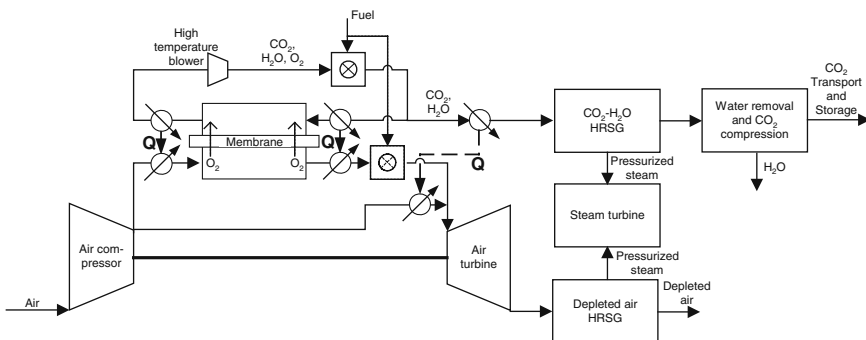 Fuel
High
temperature
blower
CO₂,
H₂O, O₂
CO₂,
H₂O
CO₂
Transport
and
Storage
CO₂-H₂O
HRSG
Water removal
and CO₂
compression
Q
Membrane
Q
O₂
O₂
Q
Pressurized
steam
H₂O
Steam turbine
Air com-
pressor
Air
turbine
Pressurized
steam
Depleted
air
Air
Depleted air
HRSG